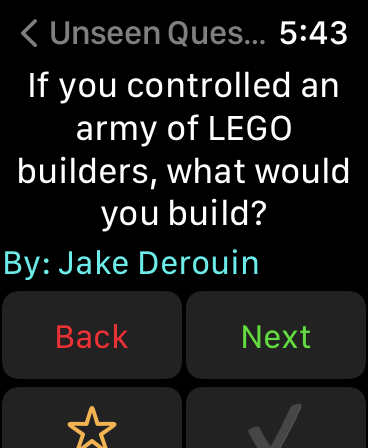 Unseen Ques... 5:43
If you controlled an
army of LEGO
builders, what would
you build?
By: Jake Derouin
Back Next